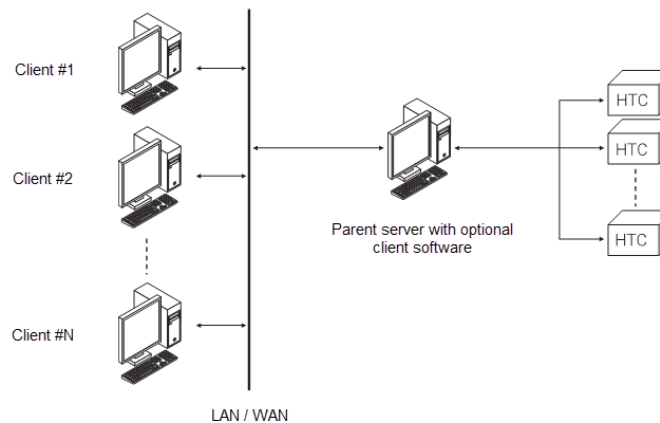 Client #1
HTC
HTC
Client #2
Parent server with optional
client software
HTC
Client #N
LAN / WAN